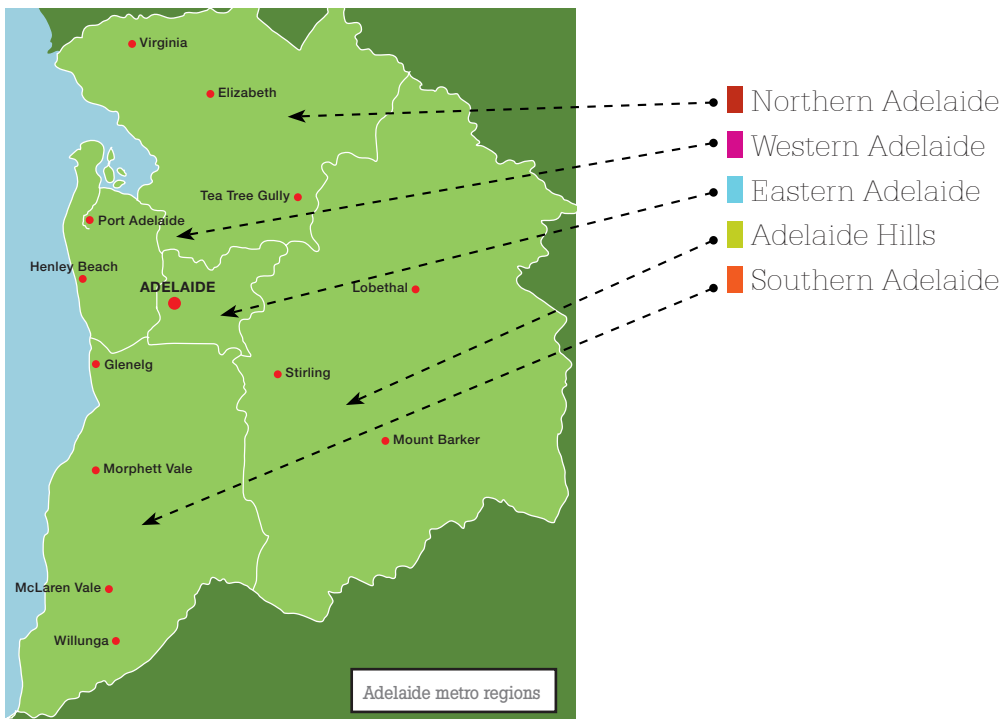 Virginia
Elizabeth
Tea Tree Gully
Port Adelaide
Henley Beach
ADELAIDE
Lobethal
Glenelg
Stirling
Mount Barker
Morphett Vale
McLaren Vale
Willunga
Adelaide metro regions
Northern Adelaide
Western Adelaide
Eastern Adelaide
Adelaide Hills
Southern Adelaide